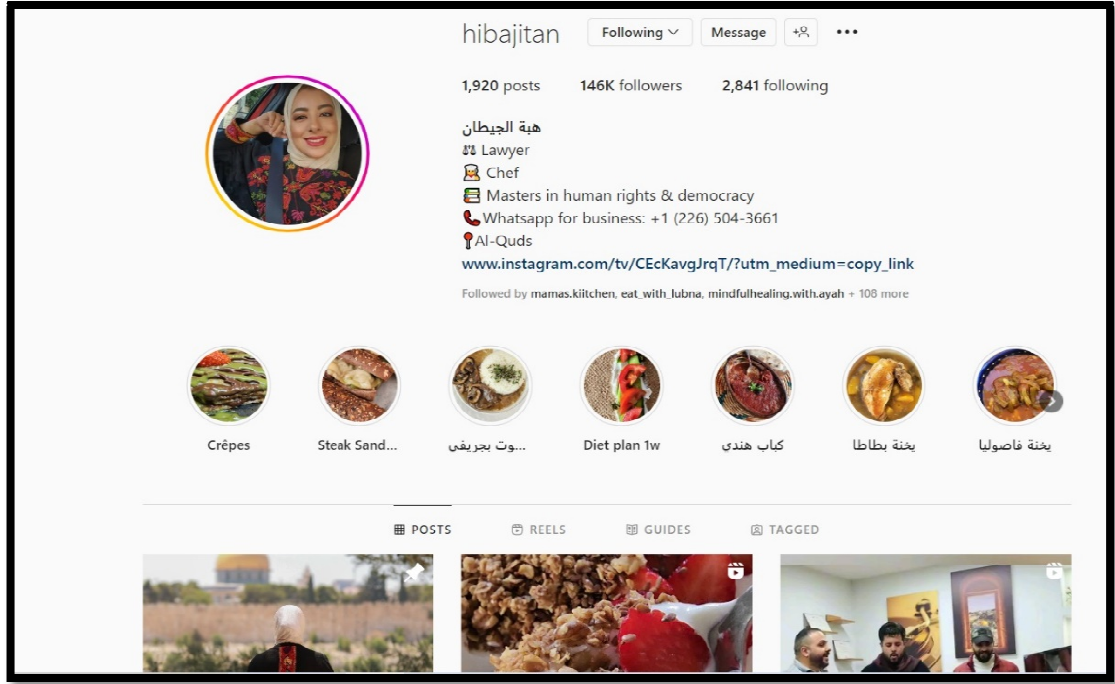 hibajitan Following Message
1,920 posts 146K followers 2,841 following
هبة الجيطان
Lawyer
Chef
Masters in human rights & democracy
Whatsapp for business: +1 (226) 504-3661
Al-Quds
www.instagram.com/tv/CEcKavgJrqT/?utm_medium=copy_link
Followed by mamas.kiitchen, eat_with_lubna, mindfulhealing.with.ayah + 108 more
Crêpes Steak Sand... وت بجريفي... Diet plan 1w كباب هندي يخنة بطاطا يخنة فاصوليا
POSTS REELS GUIDES TAGGED